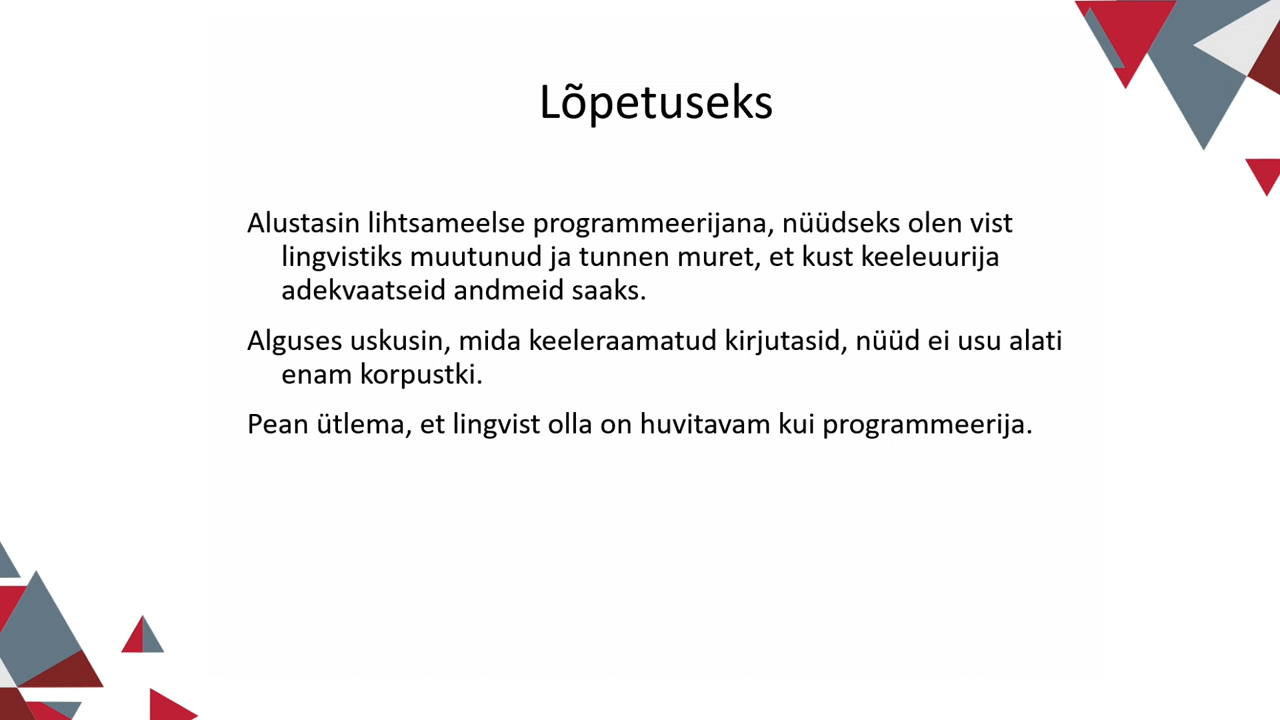 Lõpetuseks
Alustasin lihtsameelse programmeerijana, nüüdseks olen vist
lingvistiks muutunud ja tunnen muret, et kust keeleuurija
adekvaatseid andmeid saaks.
Alguses uskusin, mida keeleraamatud kirjutasid, nüüd ei usu alati
enam korpustki.
Pean ütlema, et lingvist olla on huvitavam kui programmeerija.